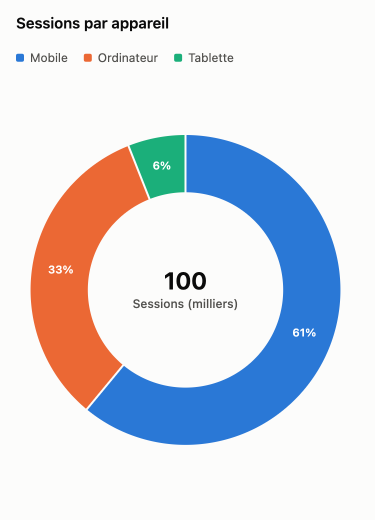 Sessions par appareil
Mobile Ordinateur Tablette
6%
33%
100
Sessions (milliers)
61%